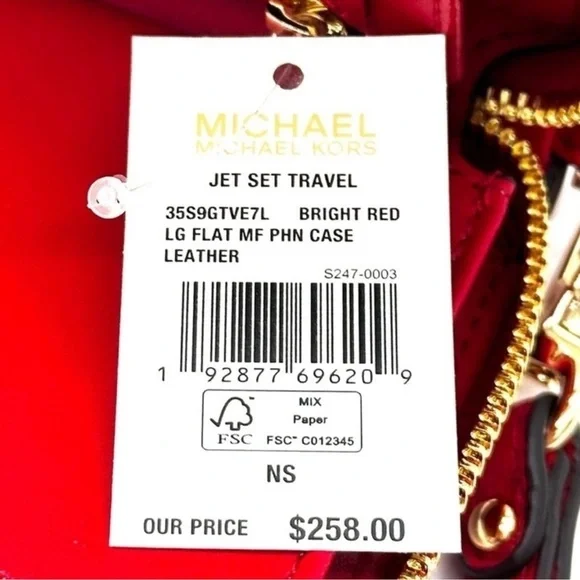 MICHAEL
MICHAEL KORS
JET SET TRAVEL
35S9GTVE7L BRIGHT RED
LG FLAT MF PHN CASE
LEATHER
S247-0003
1 92877 69620 9
FSC
MIX
Paper
FSC™ C012345
NS
OUR PRICE $258.00